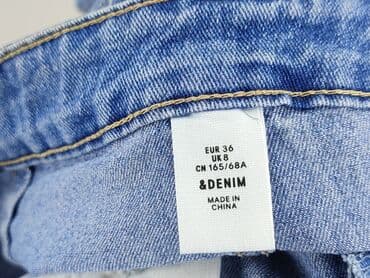 EUR 36
UK 8
CN 165/68A
&DENIM
MADE IN
CHINA